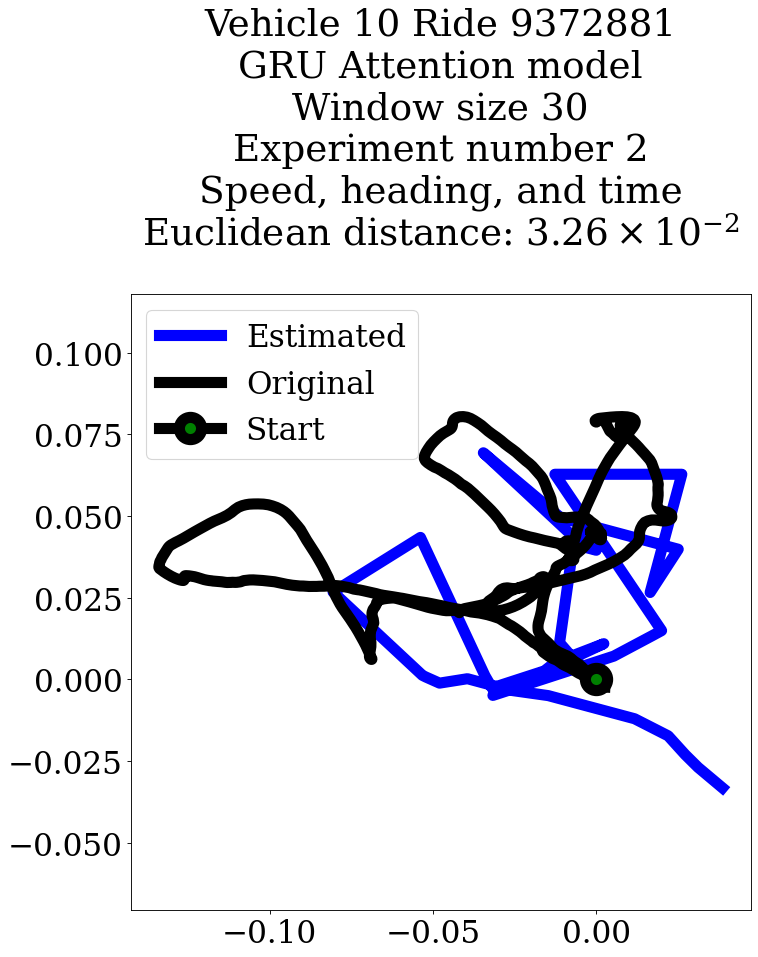 Vehicle 10 Ride 9372881
GRU Attention model
Window size 30
Experiment number 2
Speed, heading, and time
Euclidean distance: 3.26 × 10⁻²
Estimated
Original
Start
0.100
0.075
0.050
0.025
0.000
−0.025
−0.050
−0.10 −0.05 0.00